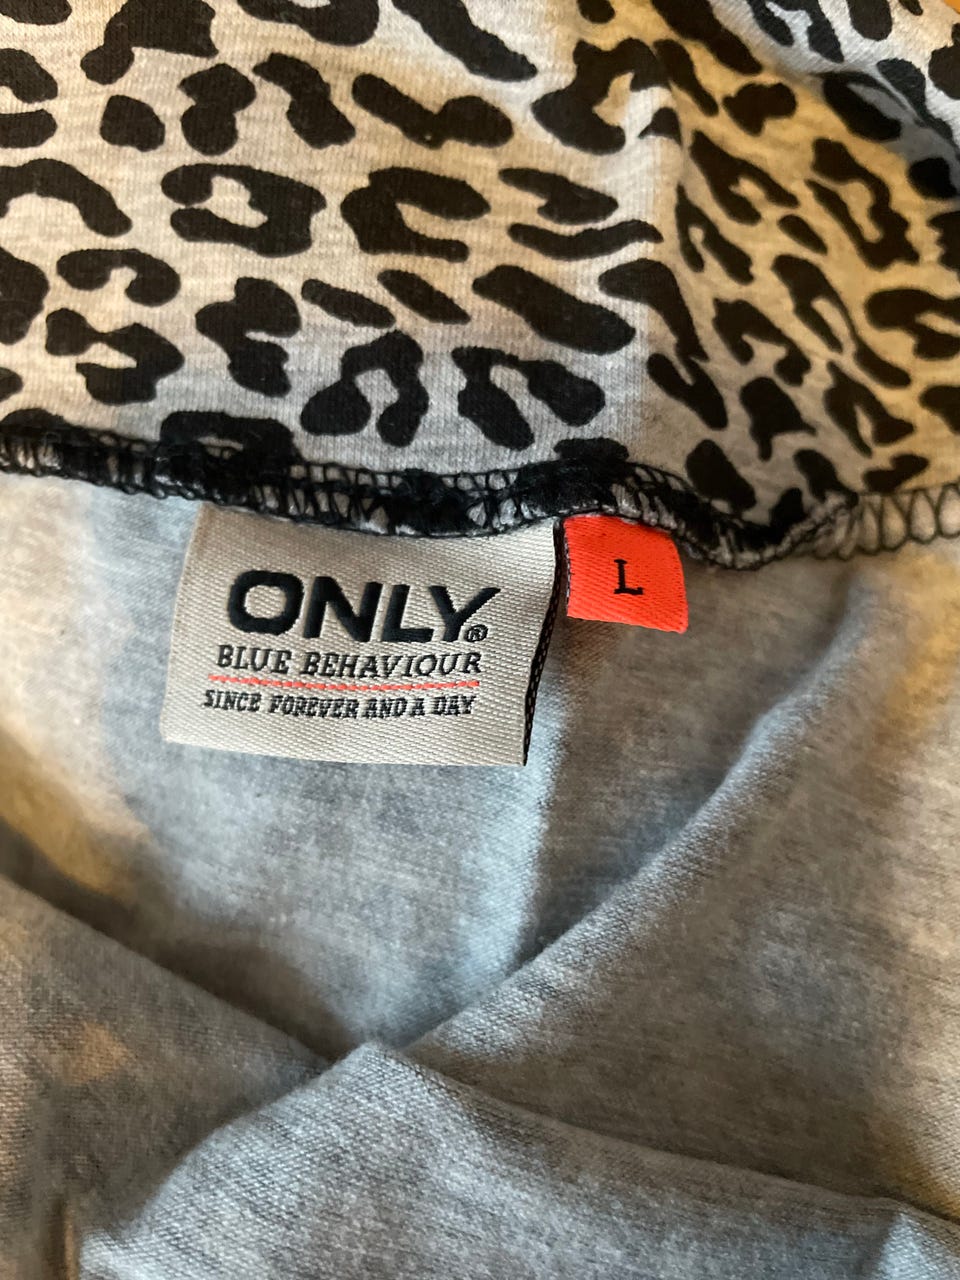 ONLY®
BLUE BEHAVIOUR
SINCE FOREVER AND A DAY
L